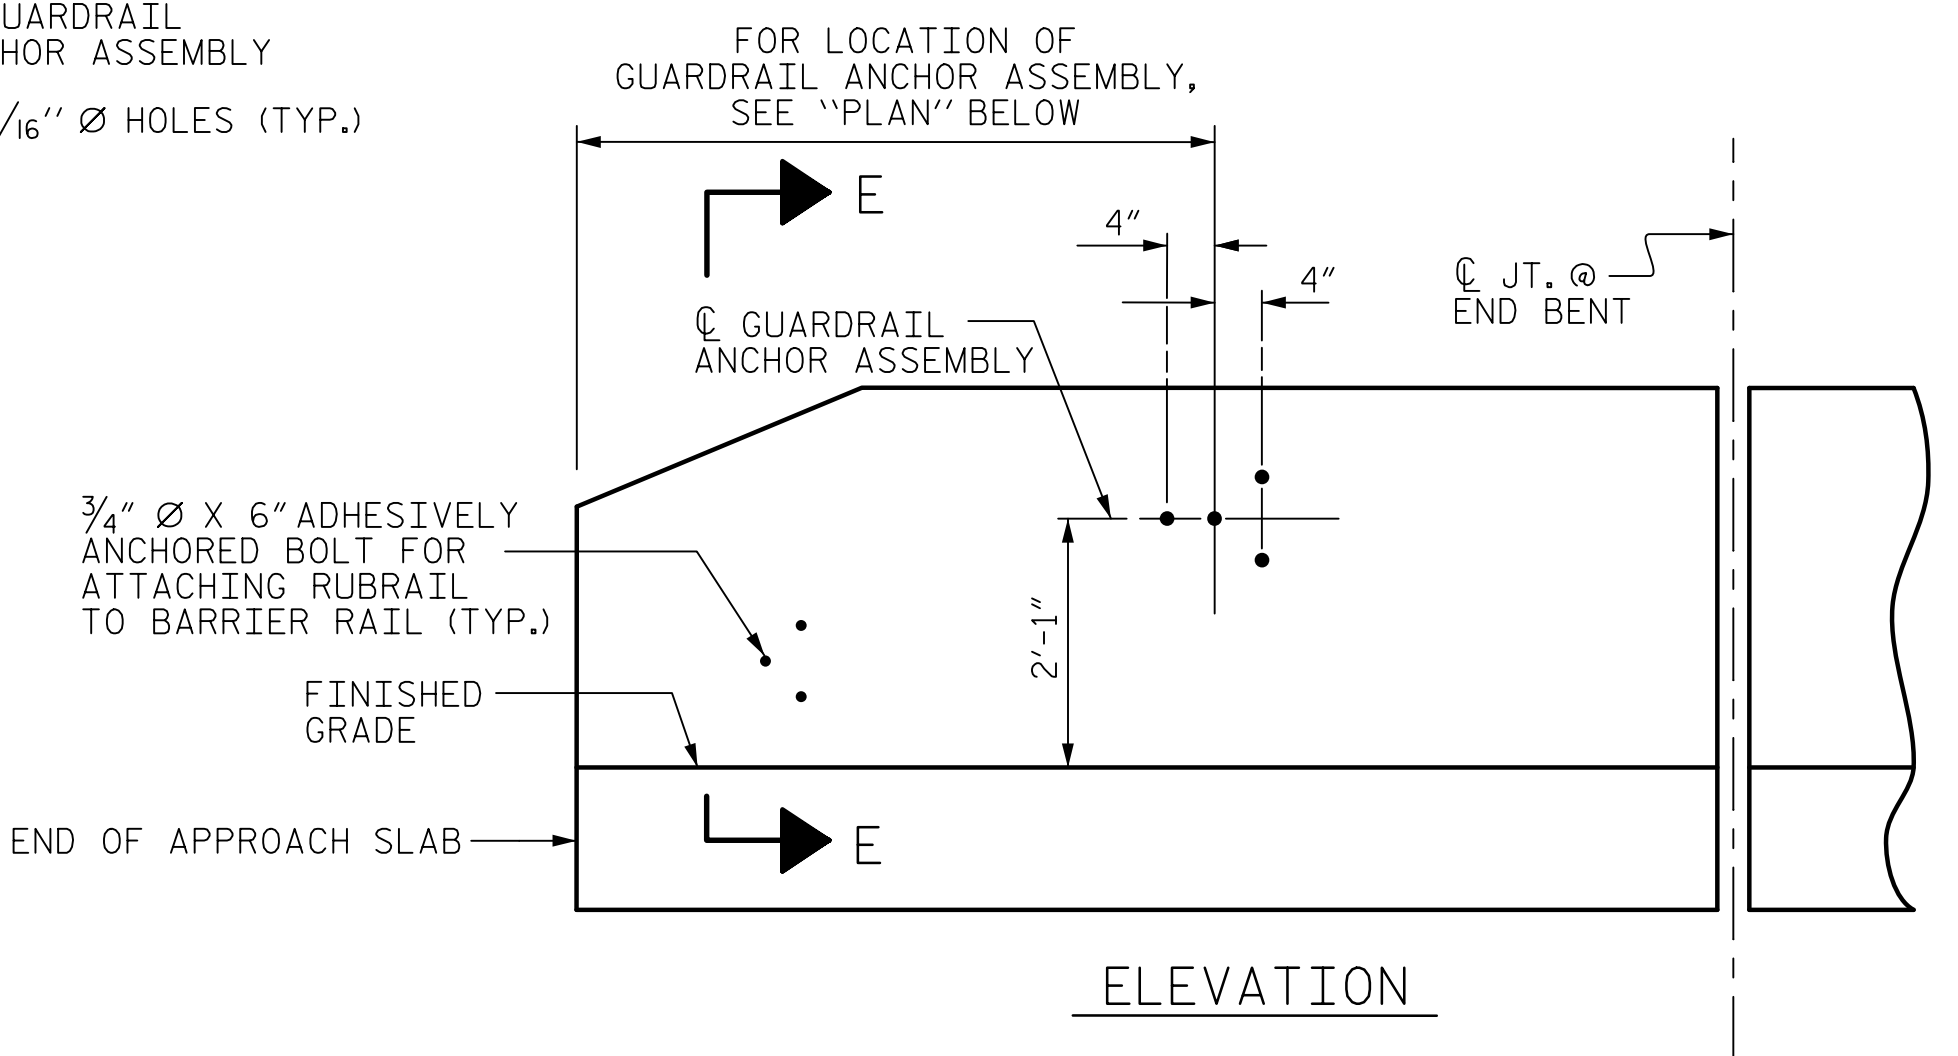 HOR ASSEMBLY
Ø HOLES (TYP.)
FOR LOCATION OF
GUARDRAIL ANCHOR ASSEMBLY,
SEE "PLAN" BELOW
E
4"
4"
℄ JT. @
END BENT
℄ GUARDRAIL
ANCHOR ASSEMBLY
3/4" Ø X 6" ADHESIVELY
ANCHORED BOLT FOR
ATTACHING RUBRAIL
TO BARRIER RAIL (TYP.)
2'-1"
FINISHED
GRADE
END OF APPROACH SLAB
E
ELEVATION